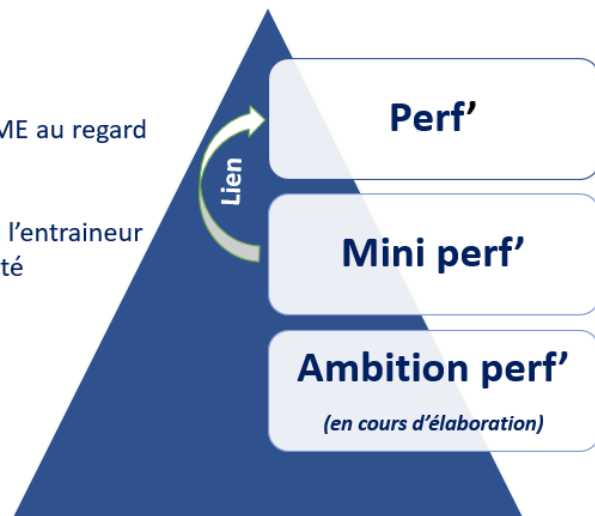 ME au regard
l’entraineur
té
Lien
Perf’
Mini perf’
Ambition perf’
(en cours d’élaboration)